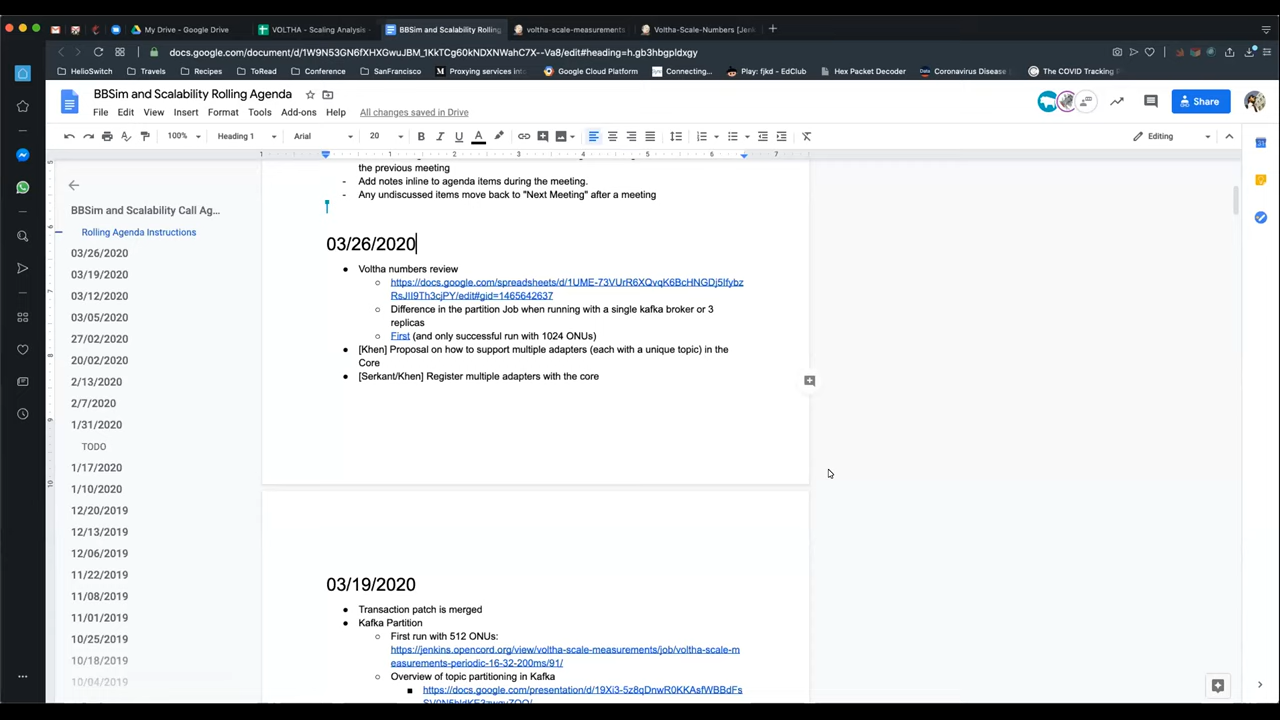 My Drive - Google Drive
VOLTHA - Scaling Analysis
BBSim and Scalability Rolling
voltha-scale-measurements
Voltha-Scale-Numbers [Jenk
docs.google.com/document/d/1W9N53GN6fXHXGwuJBM_1KkTCg60kNDXNWahC7X--Va8/edit#heading=h.gb3hbgpldxgy
HelioSwitch
Travels
Recipes
ToRead
Conference
SanFrancisco
Proxying services int...
Google Cloud Platform
Connecting...
Play: fjkd - EdClub
Hex Packet Decoder
Coronavirus Disease
The COVID Tracking
BBSim and Scalability Rolling Agenda
File Edit View Insert Format Tools Add-ons Help
All changes saved in Drive
Share
100% Heading 1 Arial 20
Editing
the previous meeting
- Add notes inline to agenda items during the meeting.
- Any undiscussed items move back to "Next Meeting" after a meeting
BBSim and Scalability Call Ag...
Rolling Agenda Instructions
03/26/2020
03/19/2020
03/12/2020
03/05/2020
27/02/2020
20/02/2020
2/13/2020
2/7/2020
1/31/2020
TODO
1/17/2020
1/10/2020
12/20/2019
12/13/2019
12/06/2019
11/22/2019
11/08/2019
11/01/2019
10/25/2019
10/18/2019
10/04/2019
03/26/2020
● Voltha numbers review
○ https://docs.google.com/spreadsheets/d/1UME-73VUrR6XQvqK6BcHNGDj5Ifybz
RsJII9Th3cjPY/edit#gid=1465642637
○ Difference in the partition Job when running with a single kafka broker or 3
replicas
○ First (and only successful run with 1024 ONUs)
● [Khen] Proposal on how to support multiple adapters (each with a unique topic) in the
Core
● [Serkant/Khen] Register multiple adapters with the core
03/19/2020
● Transaction patch is merged
● Kafka Partition
○ First run with 512 ONUs:
https://jenkins.opencord.org/view/voltha-scale-measurements/job/voltha-scale-m
easurements-periodic-16-32-200ms/91/
○ Overview of topic partitioning in Kafka
■ https://docs.google.com/presentation/d/19Xi3-5z8qDnwR0KKAsfWBBdFs